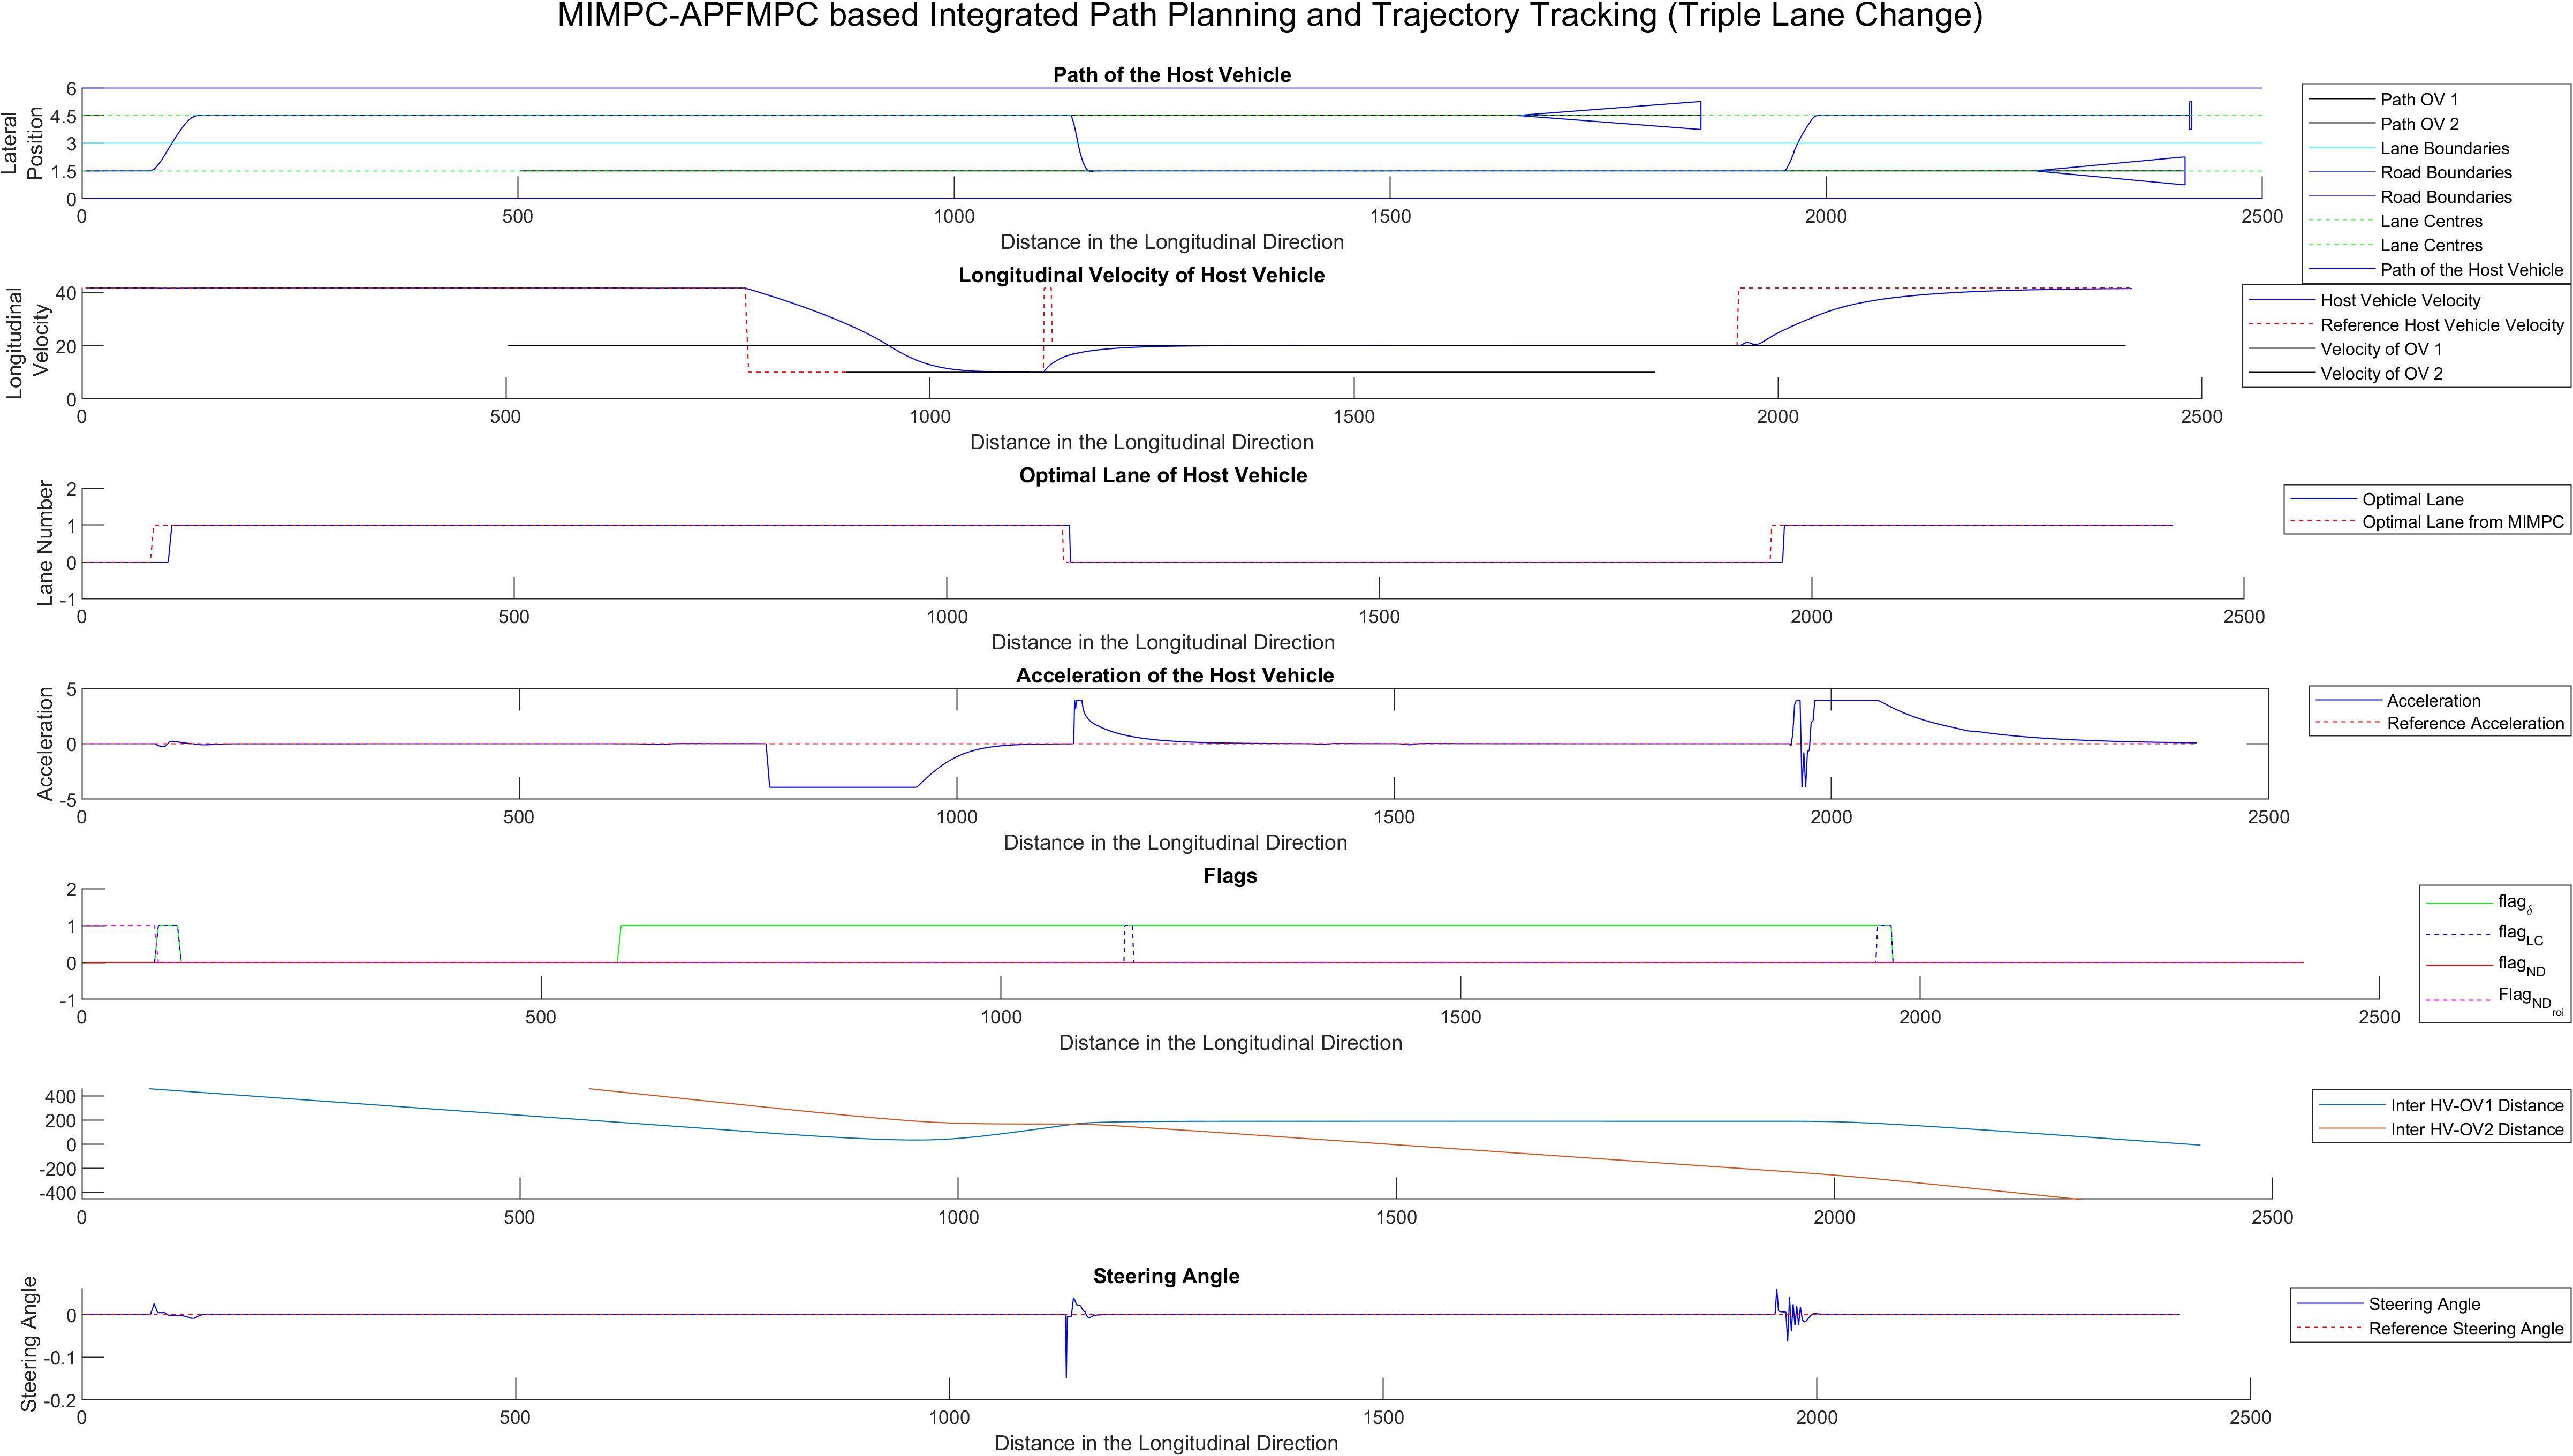 MIMPC-APFMPC based Integrated Path Planning and Trajectory Tracking (Triple Lane Change)
Path of the Host Vehicle
Lateral
Position
6
4.5
3
1.5
0
0 500 1000 1500 2000 2500
Distance in the Longitudinal Direction
Path OV 1
Path OV 2
Lane Boundaries
Road Boundaries
Road Boundaries
Lane Centres
Lane Centres
Path of the Host Vehicle
Longitudinal Velocity of Host Vehicle
Longitudinal
Velocity
40
20
0
0 500 1000 1500 2000 2500
Distance in the Longitudinal Direction
Host Vehicle Velocity
Reference Host Vehicle Velocity
Velocity of OV 1
Velocity of OV 2
Optimal Lane of Host Vehicle
Lane Number
2
1
0
-1
0 500 1000 1500 2000 2500
Distance in the Longitudinal Direction
Optimal Lane
Optimal Lane from MIMPC
Acceleration of the Host Vehicle
Acceleration
5
0
-5
0 500 1000 1500 2000 2500
Distance in the Longitudinal Direction
Acceleration
Reference Acceleration
Flags
2
1
0
-1
0 500 1000 1500 2000 2500
Distance in the Longitudinal Direction
flag δ
flag LC
flag ND
Flag ND roi
400
200
0
-200
-400
0 500 1000 1500 2000 2500
Inter HV-OV1 Distance
Inter HV-OV2 Distance
Steering Angle
Steering Angle
0
-0.1
-0.2
0 500 1000 1500 2000 2500
Distance in the Longitudinal Direction
Steering Angle
Reference Steering Angle